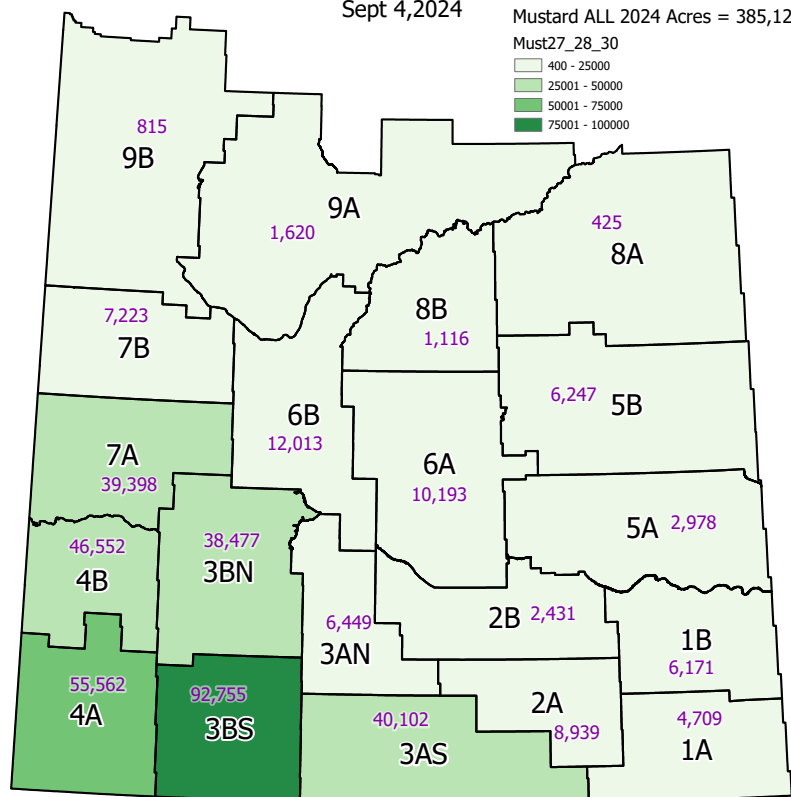 Sept 4,2024
Mustard ALL 2024 Acres = 385,12
Must27_28_30
400 - 25000
25001 - 50000
50001 - 75000
75001 - 100000
815
9B
9A
1,620
425
8A
7,223
7B
8B
1,116
6,247
5B
6B
12,013
7A
39,398
6A
10,193
5A
2,978
46,552
4B
38,477
3BN
6,449
3AN
2B
2,431
1B
6,171
55,562
4A
92,755
3BS
40,102
3AS
2A
8,939
4,709
1A